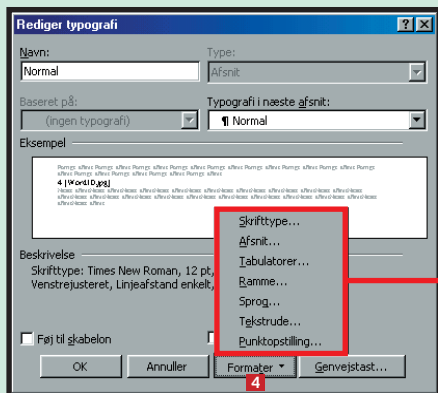 Rediger typografi
Navn:
Type:
Normal
Afsnit
Baseret på:
Typografi i næste afsnit:
(ingen typografi)
¶ Normal
Eksempel
4 [Word1D.jpg]
Skrifttype...
Afsnit...
Tabulatorer...
Ramme...
Sprog...
Tekstrude...
Punktopstilling...
Beskrivelse
Skrifttype: Times New Roman, 12 pt,
Venstrejusteret, Linjeafstand enkelt,
Føj til skabelon
OK
Annuller
Formater
Genvejstast...
4